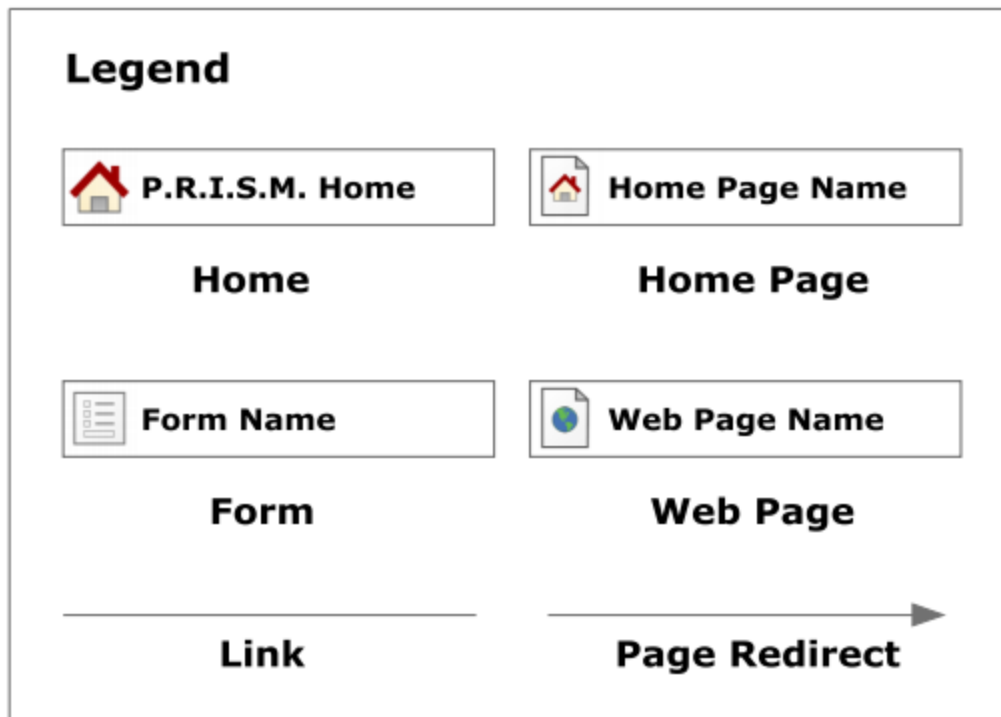 Legend
P.R.I.S.M. Home
Home Page Name
Home
Home Page
Form Name
Web Page Name
Form
Web Page
Link
Page Redirect